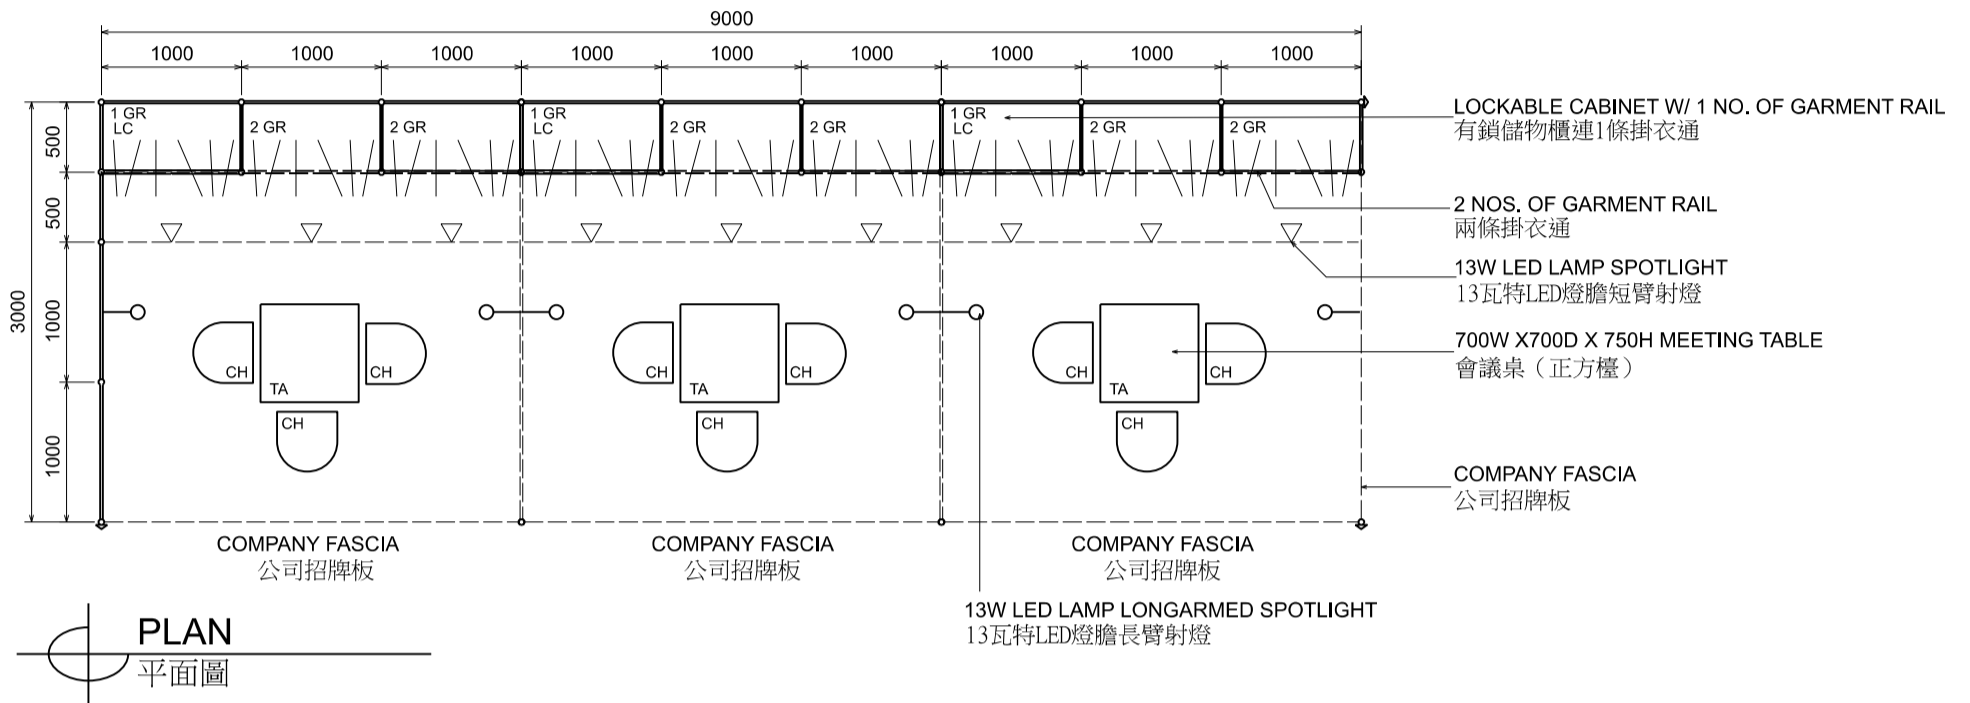 9000
1000 1000 1000 1000 1000 1000 1000 1000 1000
1 GR
LC
2 GR
2 GR
1 GR
LC
2 GR
2 GR
1 GR
LC
2 GR
2 GR
LOCKABLE CABINET W/ 1 NO. OF GARMENT RAIL
有鎖儲物櫃連1條掛衣通
500
500
1000
1000
3000
2 NOS. OF GARMENT RAIL
兩條掛衣通
13W LED LAMP SPOTLIGHT
13瓦特LED燈膽短臂射燈
700W X700D X 750H MEETING TABLE
會議桌（正方檯）
CH
TA
CH
CH
CH
TA
CH
CH
CH
TA
CH
CH
COMPANY FASCIA
公司招牌板
COMPANY FASCIA
公司招牌板
COMPANY FASCIA
公司招牌板
COMPANY FASCIA
公司招牌板
13W LED LAMP LONGARMED SPOTLIGHT
13瓦特LED燈膽長臂射燈
PLAN
平面圖